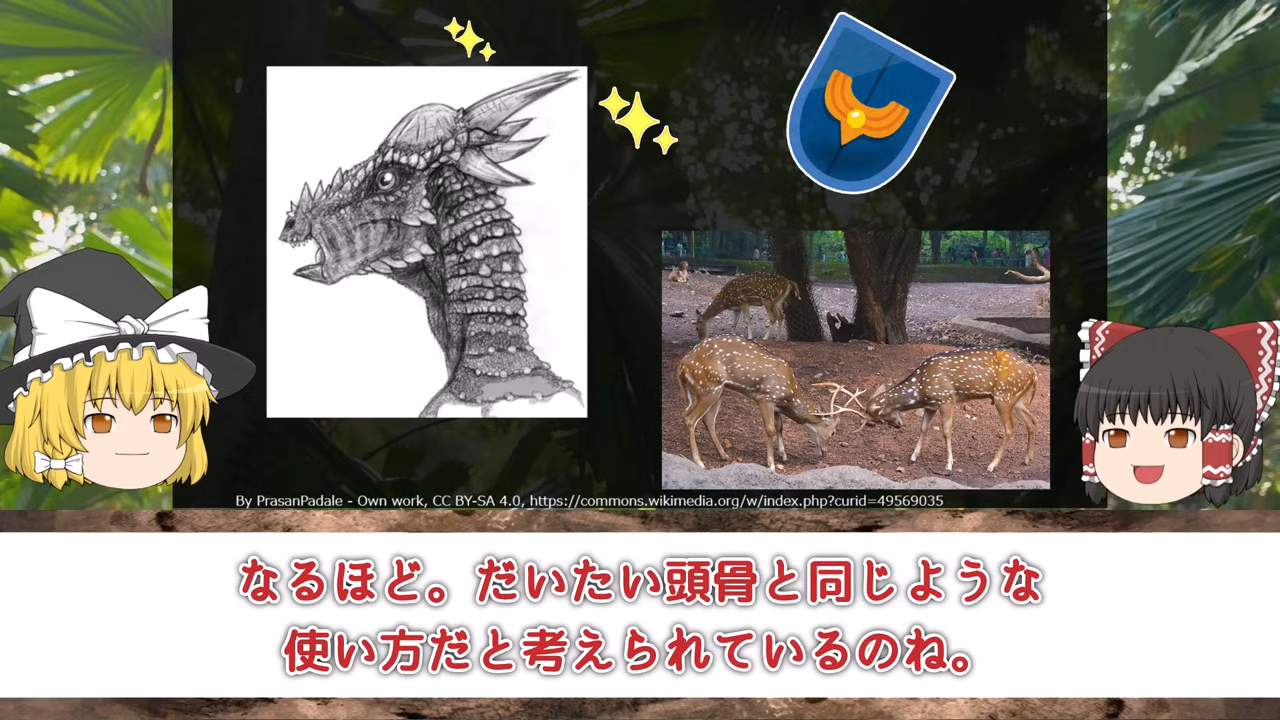 By PrasanPadale - Own work, CC BY-SA 4.0, https://commons.wikimedia.org/w/index.php?curid=49569035
なるほど。だいたい頭骨と同じような
使い方だと考えられているのね。